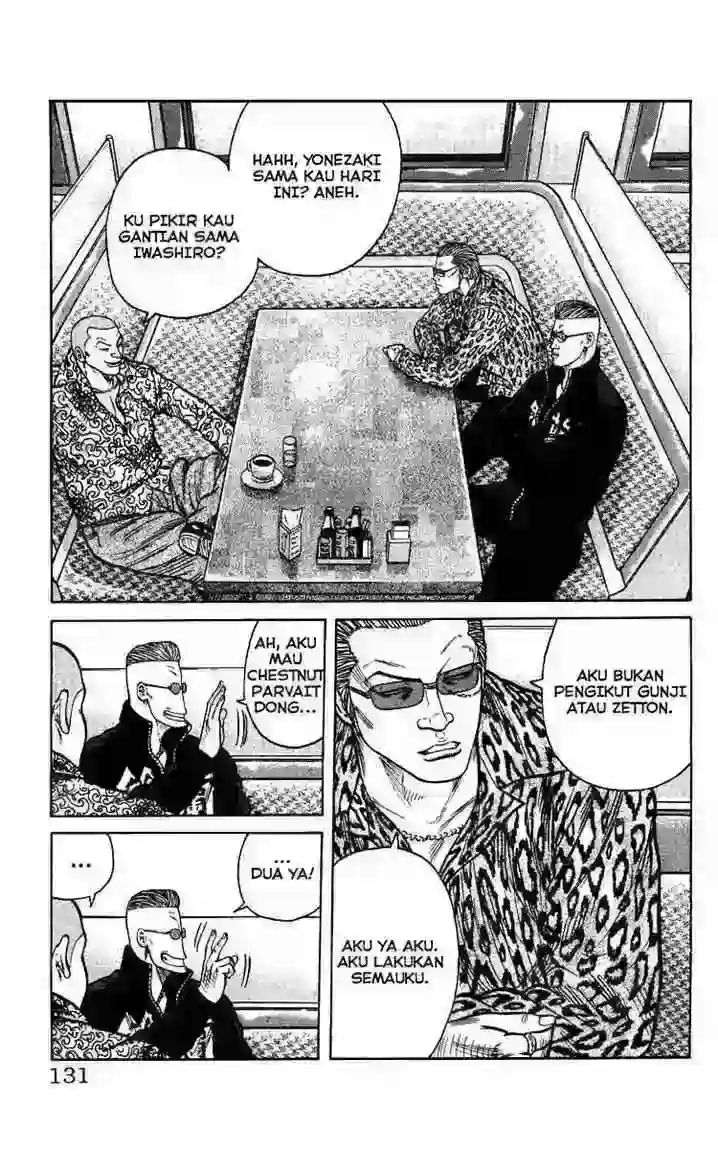 HAHH, YONEZAKI
SAMA KAU HARI
INI? ANEH.
KU PIKIR KAU
GANTIAN SAMA
IWASHIRO?
AKU BUKAN
PENGIKUT GUNJI
ATAU ZETTON.
AKU YA AKU.
AKU LAKUKAN
SEMAUKU.
AH, AKU
MAU
CHESTNUT
PARVAIT
DONG...
...
DUA YA!
...
131